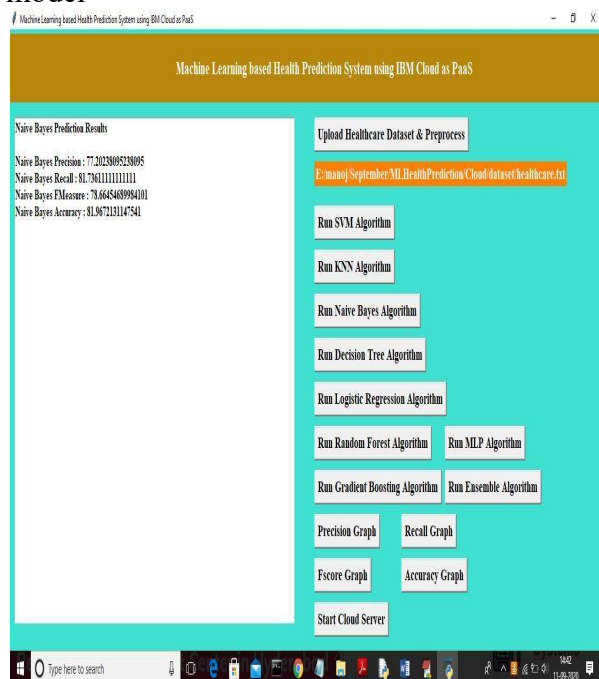 model
Machine Learning based Health Prediction System using IBM Cloud as PaaS
Machine Learning based Health Prediction System using IBM Cloud as PaaS
Naive Bayes Prediction Results
Naive Bayes Precision : 77.20238095238095
Naive Bayes Recall : 81.73611111111111
Naive Bayes FMeasure : 78.66454689984101
Naive Bayes Accuracy : 81.9672131147541
Upload Healthcare Dataset & Preprocess
E:/manoj/September/MLHealthPrediction/Cloud/dataset/healthcare.txt
Run SVM Algorithm
Run KNN Algorithm
Run Naive Bayes Algorithm
Run Decision Tree Algorithm
Run Logistic Regression Algorithm
Run Random Forest Algorithm Run MLP Algorithm
Run Gradient Boosting Algorithm Run Ensemble Algorithm
Precision Graph Recall Graph
Fscore Graph Accuracy Graph
Start Cloud Server
Type here to search
14:42
11-09-2020